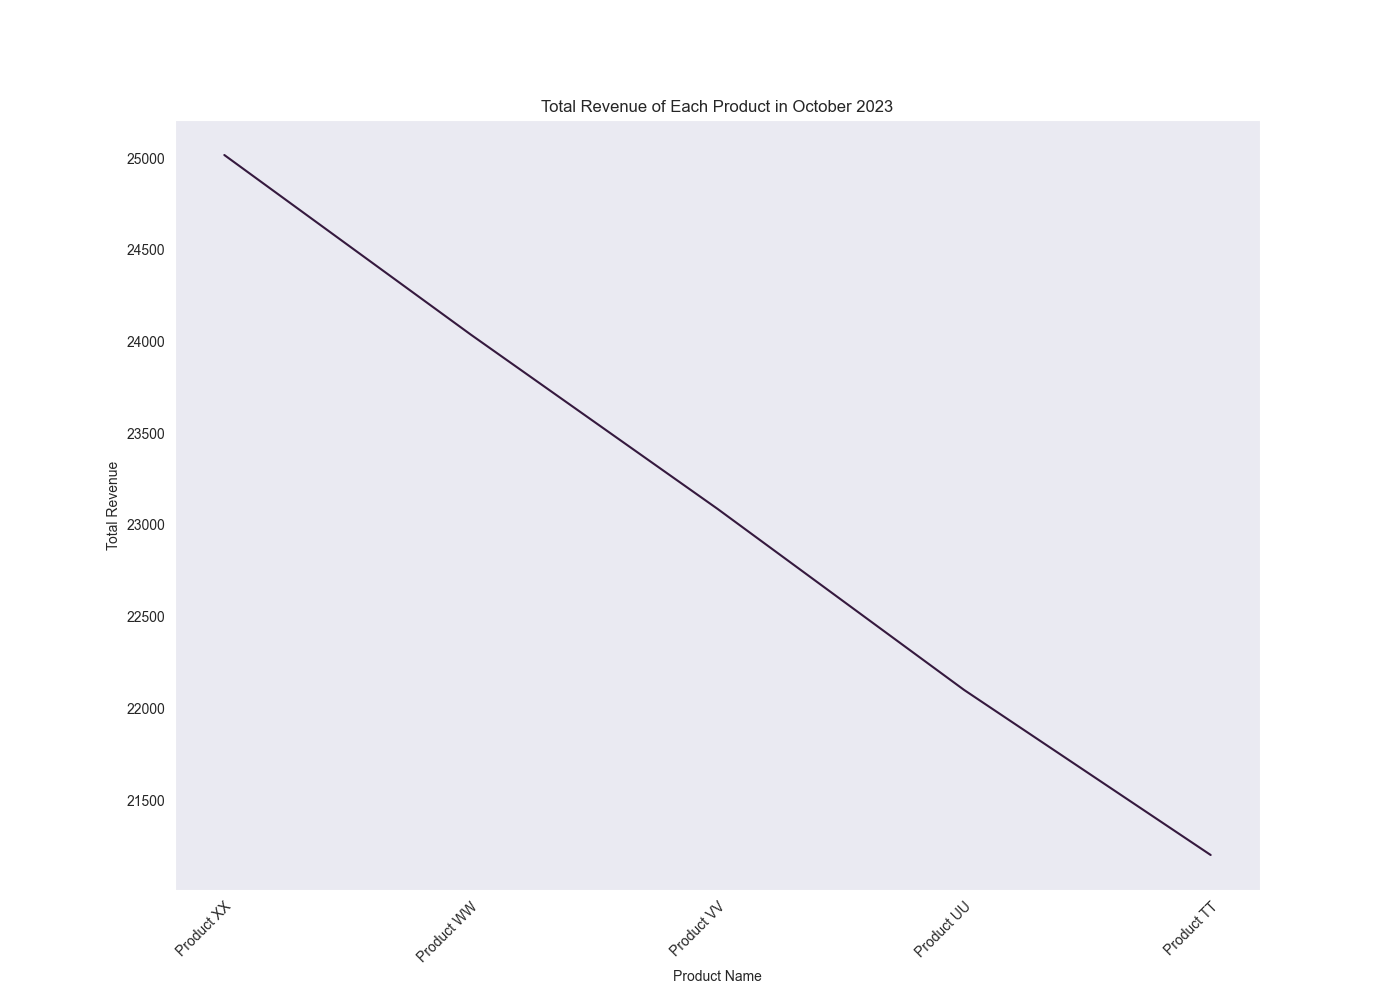 Total Revenue of Each Product in October 2023
25000
24500
24000
23500
23000
22500
22000
21500
Total Revenue
Product XX
Product WW
Product VV
Product UU
Product TT
Product Name